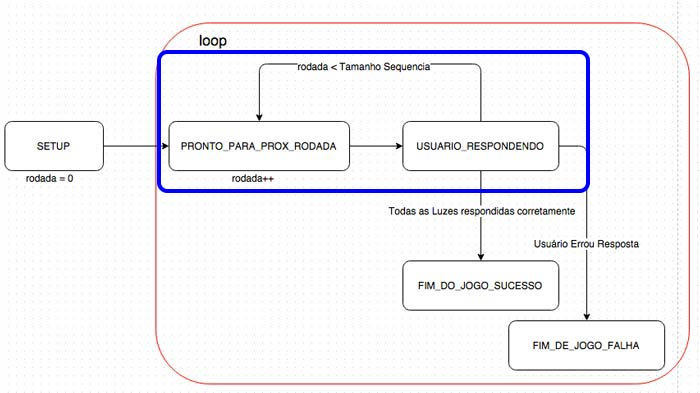 loop
rodada < Tamanho Sequencia
SETUP
PRONTO_PARA_PROX_RODADA
USUARIO_RESPONDENDO
rodada = 0
rodada++
Todas as Luzes respondidas corretamente
Usuário Errou Resposta
FIM_DO_JOGO_SUCESSO
FIM_DE_JOGO_FALHA